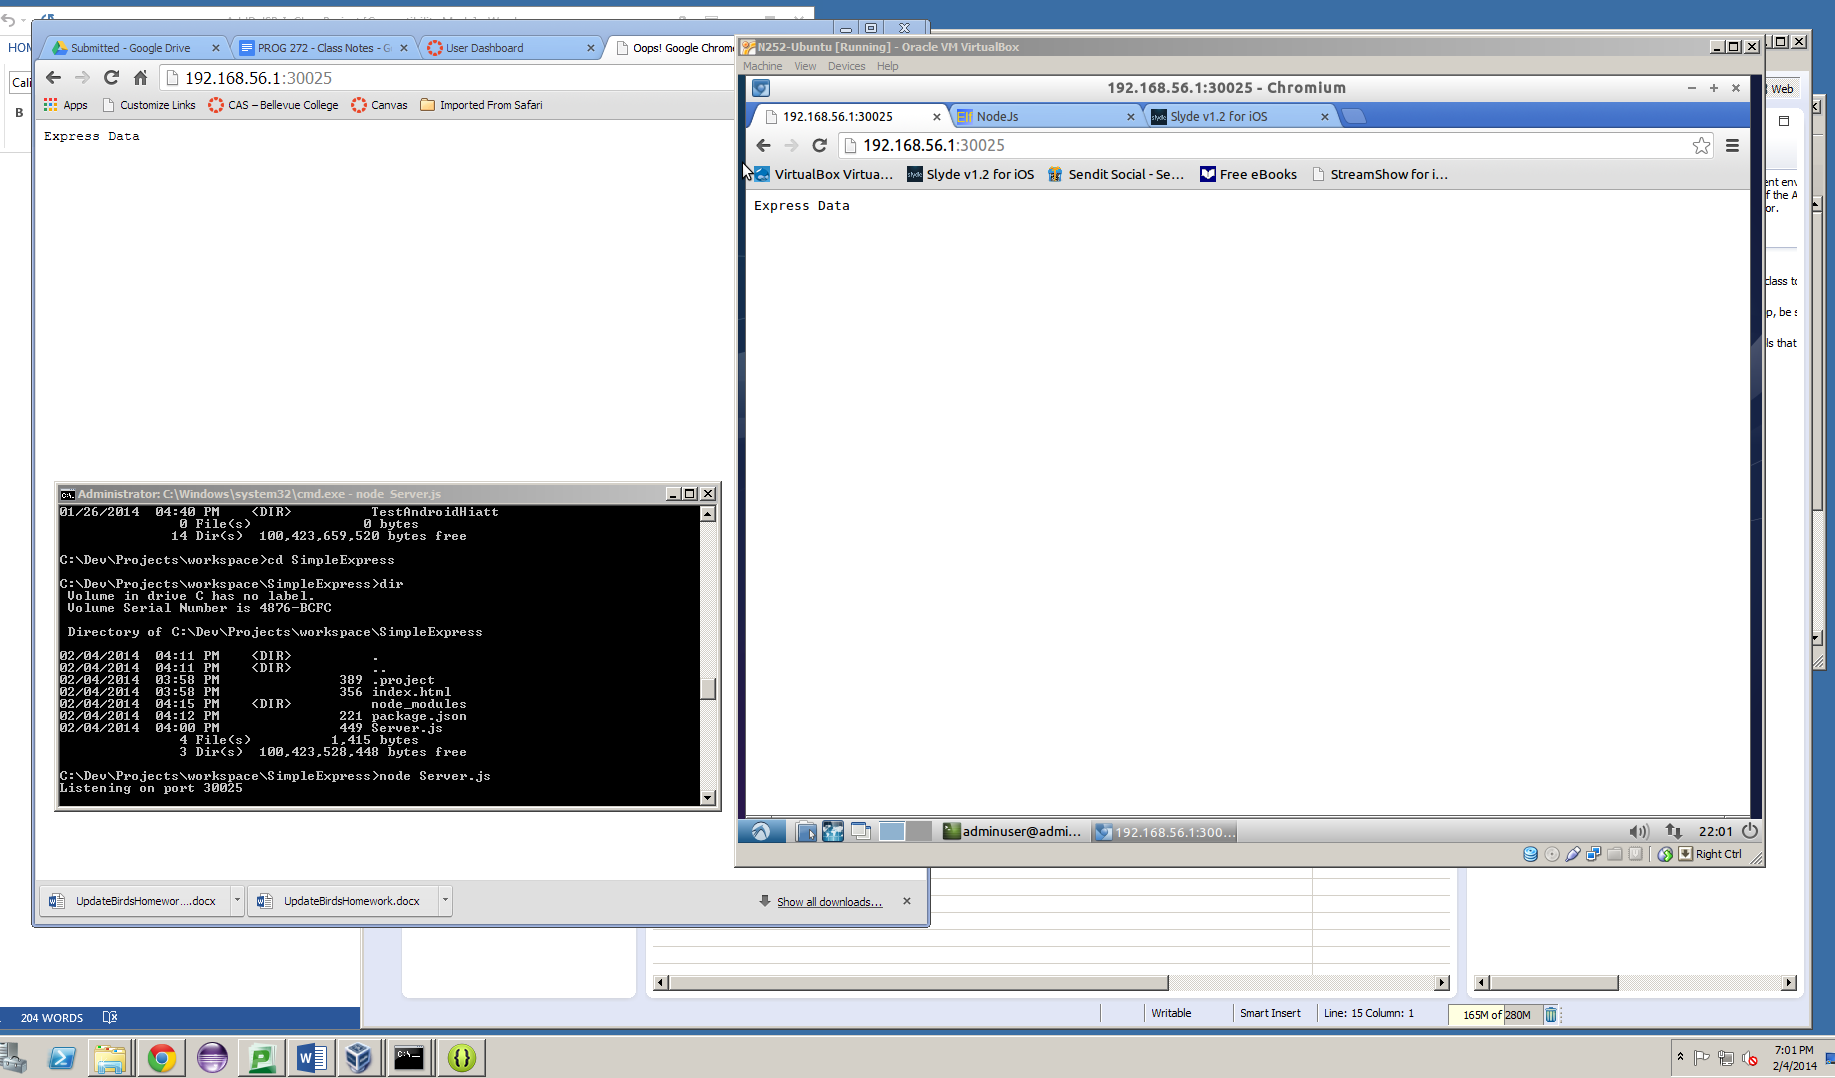 HOM
Cali
B
204 WORDS
Submitted - Google Drive
PROG 272 - Class Notes - G
User Dashboard
Oops! Google Chrom
192.168.56.1:30025
Apps
Customize Links
CAS – Bellevue College
Canvas
Imported From Safari
Express Data
Administrator: C:\Windows\system32\cmd.exe - node  Server.js
01/26/2014  04:40 PM    <DIR>          TestAndroidHiatt
0 File(s)              0 bytes
14 Dir(s)  100,423,659,520 bytes free
C:\Dev\Projects\workspace>cd SimpleExpress
C:\Dev\Projects\workspace\SimpleExpress>dir
Volume in drive C has no label.
Volume Serial Number is 4876-BCFC
Directory of C:\Dev\Projects\workspace\SimpleExpress
02/04/2014  04:11 PM    <DIR>          .
02/04/2014  04:11 PM    <DIR>          ..
02/04/2014  03:58 PM               389 .project
02/04/2014  03:58 PM               356 index.html
02/04/2014  04:15 PM    <DIR>          node_modules
02/04/2014  04:12 PM               221 package.json
02/04/2014  04:00 PM               449 Server.js
4 File(s)          1,415 bytes
3 Dir(s)  100,423,528,448 bytes free
C:\Dev\Projects\workspace\SimpleExpress>node Server.js
Listening on port 30025
UpdateBirdsHomewor....docx
UpdateBirdsHomework.docx
Show all downloads...
N252-Ubuntu [Running] - Oracle VM VirtualBox
Machine View Devices Help
192.168.56.1:30025 - Chromium
192.168.56.1:30025
NodeJs
Slyde v1.2 for iOS
192.168.56.1:30025
VirtualBox Virtua...
Slyde v1.2 for iOS
Sendit Social - Se...
Free eBooks
StreamShow for i...
Express Data
adminuser@admi...
192.168.56.1:300...
22:01
Right Ctrl
Web
ent env
f the A
or.
class to
p, be s
ls that
Writable
Smart Insert
Line: 15 Column: 1
165M of 280M
7:01 PM
2/4/2014